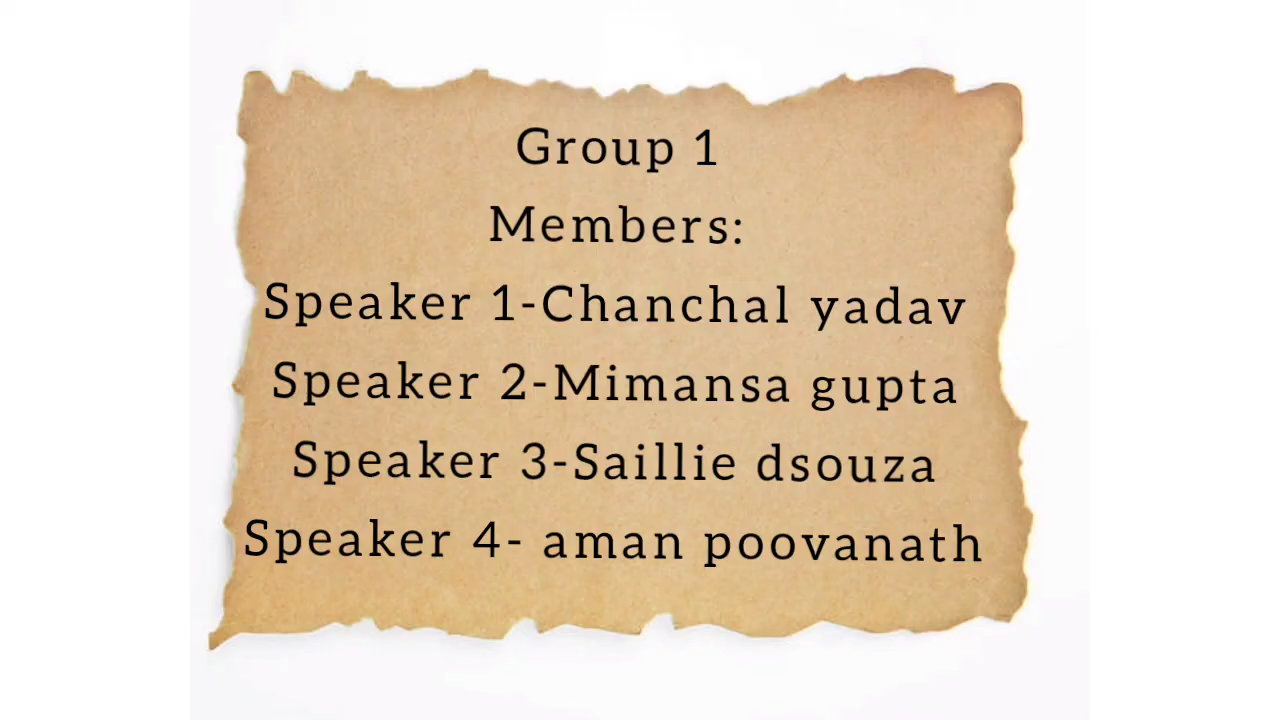 Group 1
Members:
Speaker 1-Chanchal yadav
Speaker 2-Mimansa gupta
Speaker 3-Saillie dsouza
Speaker 4- aman poovanath